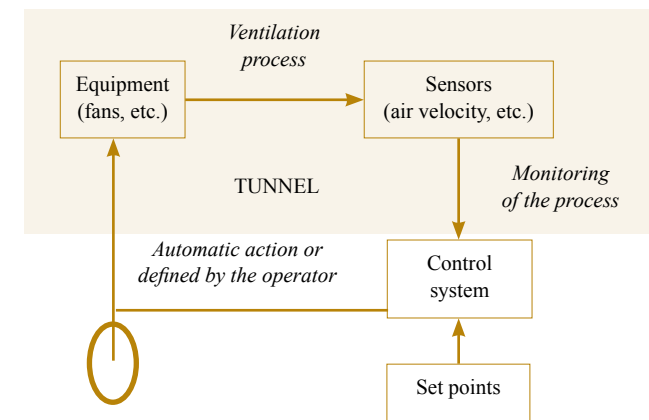 Ventilation
process
Equipment
(fans, etc.)
Sensors
(air velocity, etc.)
TUNNEL
Monitoring
of the process
Automatic action or
defined by the operator
Control
system
Set points